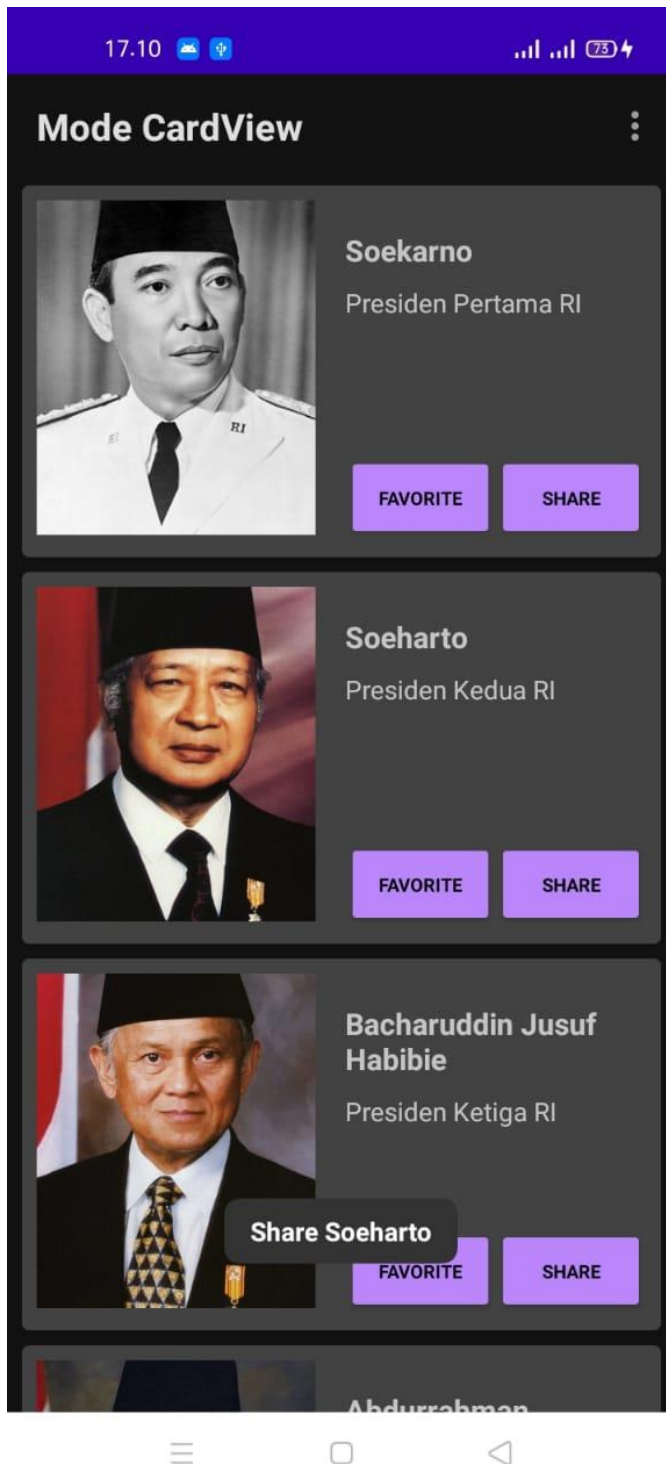 17.10
73
Mode CardView
Soekarno
Presiden Pertama RI
RI
FAVORITE
SHARE
Soeharto
Presiden Kedua RI
FAVORITE
SHARE
Bacharuddin Jusuf
Habibie
Presiden Ketiga RI
Share Soeharto
FAVORITE
SHARE
Abdurrahman